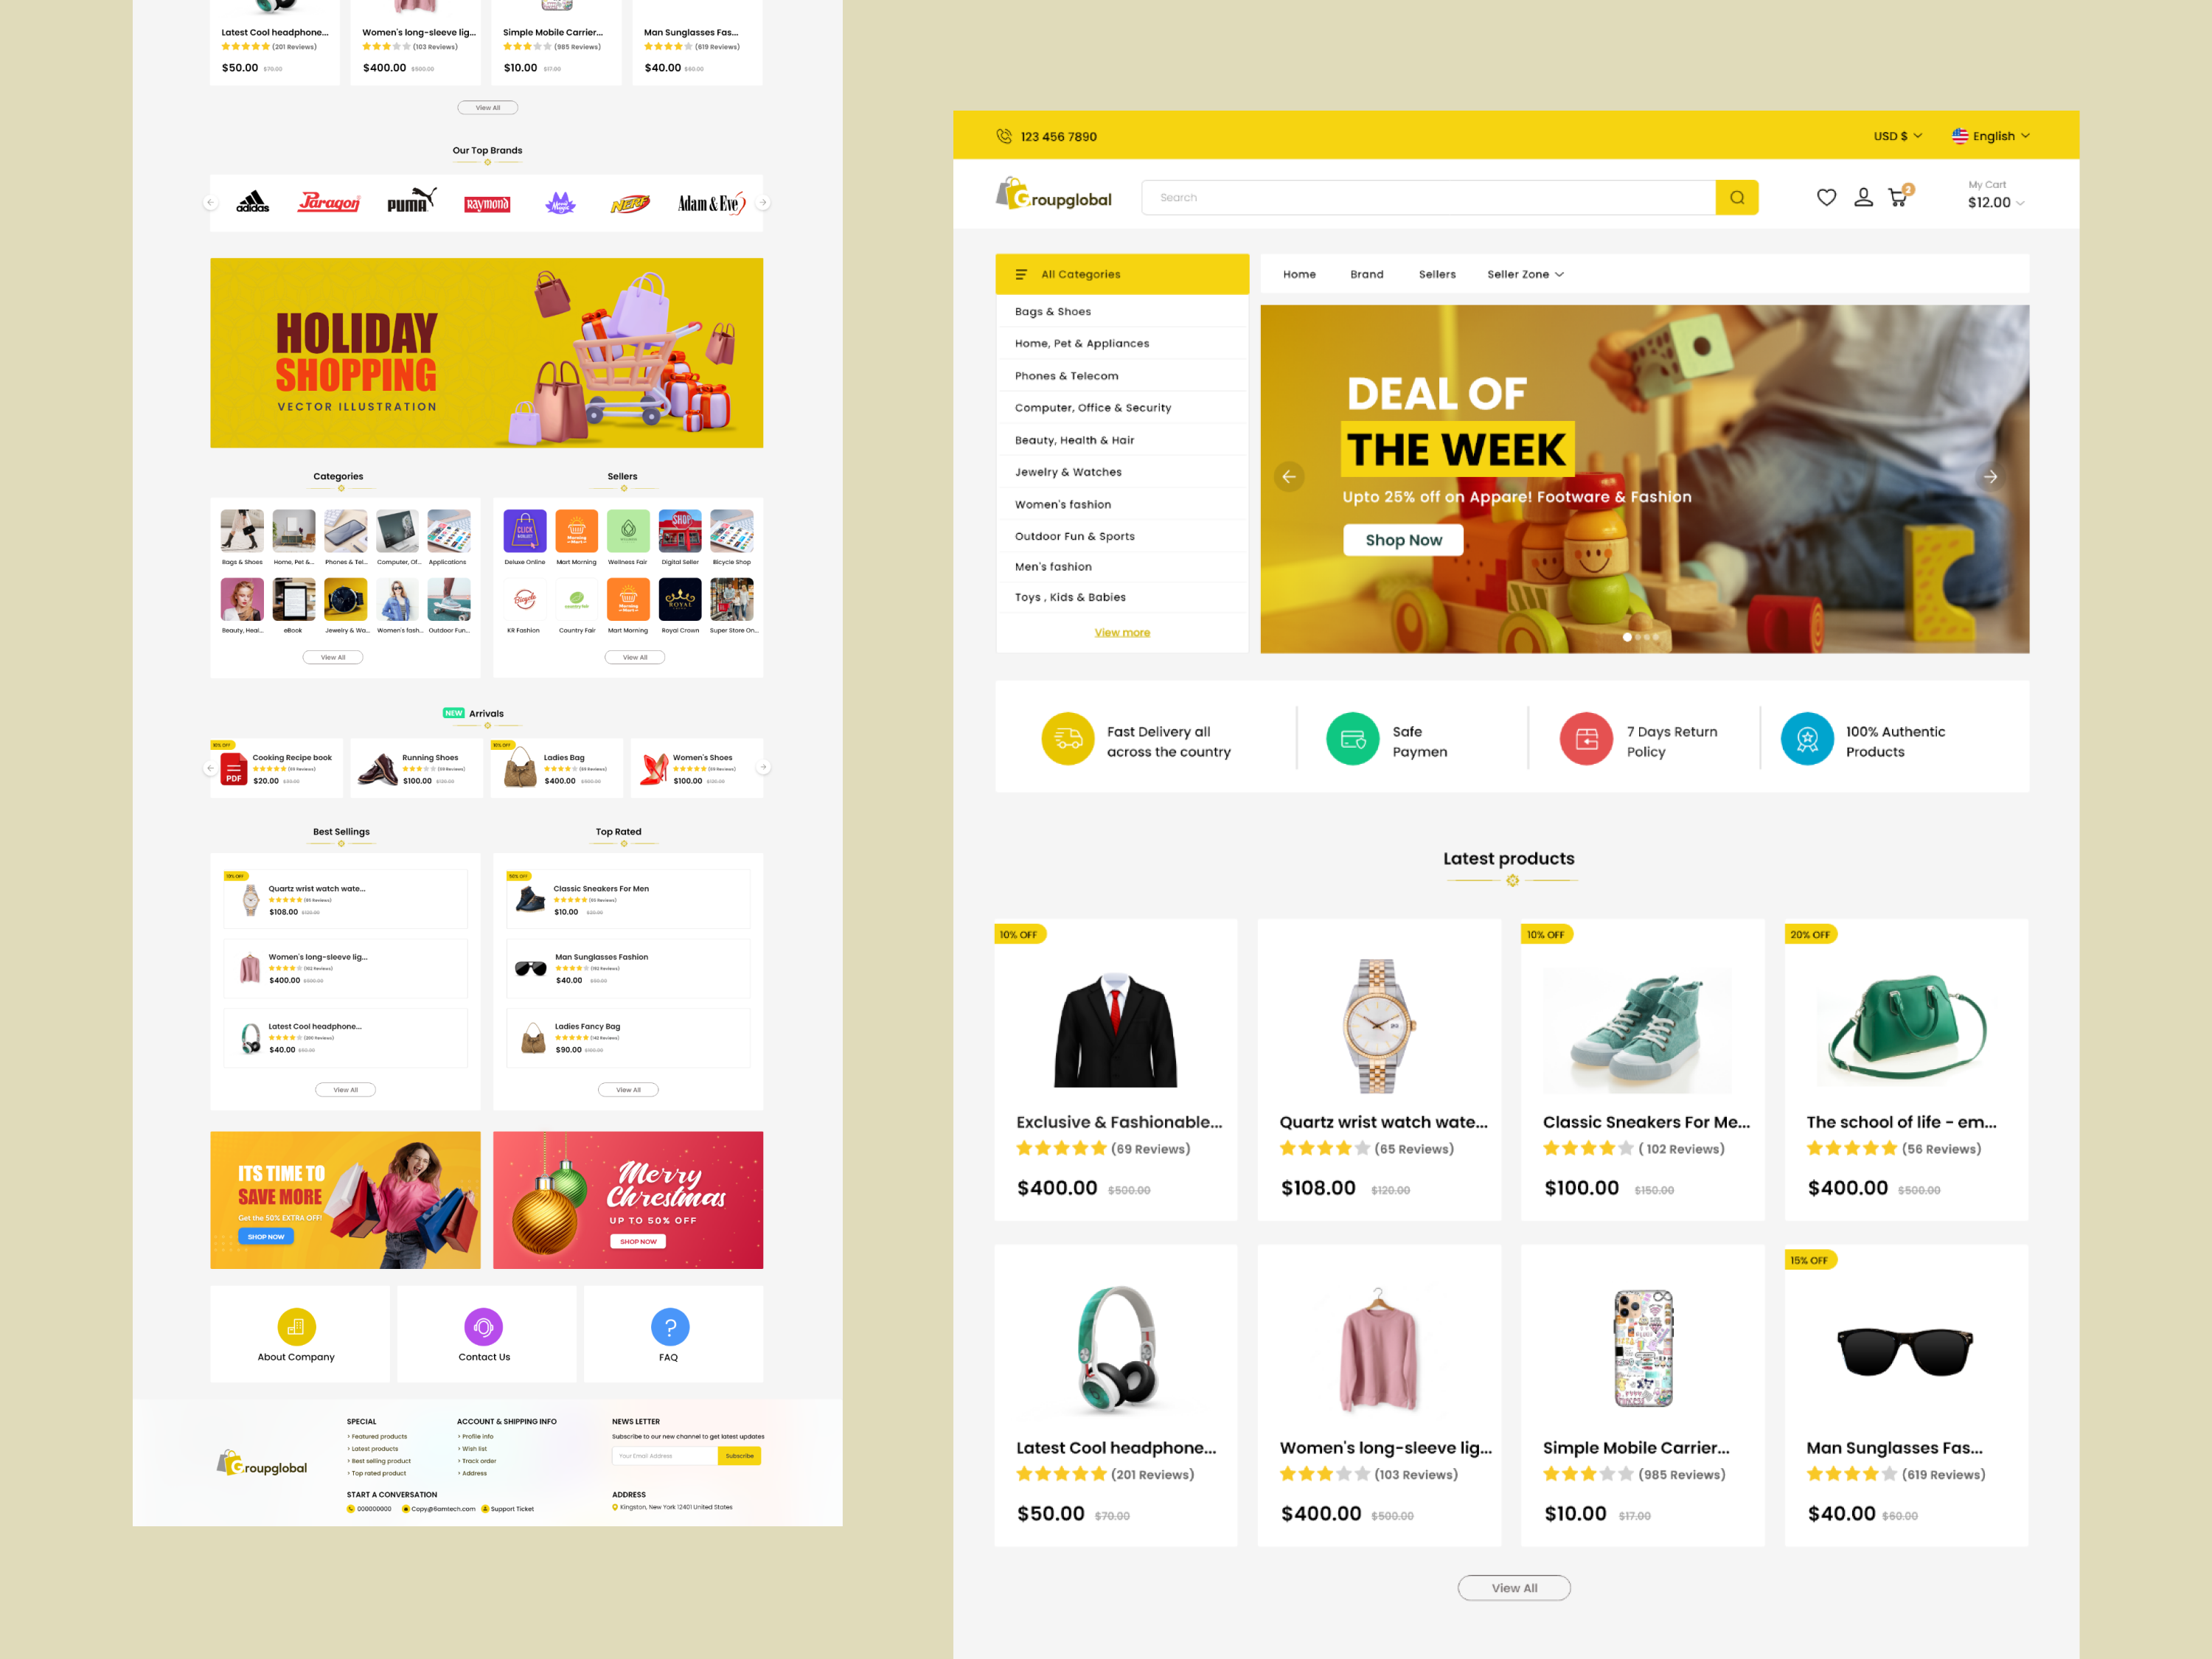 Latest Cool headphone...
(201 Reviews)
$50.00 $70.00
Women's long-sleeve lig...
(103 Reviews)
$400.00 $500.00
Simple Mobile Carrier...
(985 Reviews)
$10.00 $17.00
Man Sunglasses Fas...
(619 Reviews)
$40.00 $60.00
View All
Our Top Brands
adidas
Paragon
PUMA
Raymond
NERF
Adam & Eve
HOLIDAY
SHOPPING
VECTOR ILLUSTRATION
Categories
Bags & Shoes
Home, Pet &...
Phones & Tel...
Computer, Of...
Applications
Beauty, Heal...
eBook
Jewelry & Wa...
Women's fash...
Outdoor Fun...
View All
Sellers
CLICK
SHOP
Deluxe Online
Mart Morning
Wellness Fair
Digital Seller
Bicycle Shop
Bicycle
country fair
Morning
Mart
ROYAL
KR Fashion
Country Fair
Mart Morning
Royal Crown
Super Store On...
View All
NEW Arrivals
PDF
Cooking Recipe book
$20.00
Running Shoes
$100.00
Ladies Bag
$400.00
Women's Shoes
$100.00
Best Sellings
Quartz wrist watch wate...
$108.00
Women's long-sleeve lig...
$400.00
Latest Cool headphone...
$40.00
View All
Top Rated
Classic Sneakers For Men
$10.00
Man Sunglasses Fashion
$40.00
Ladies Fancy Bag
$90.00
View All
ITS TIME TO
SAVE MORE
Get the 50% EXTRA OFF!
SHOP NOW
Merry
Chrestmas
UP TO 50% OFF
SHOP NOW
About Company
Contact Us
FAQ
Groupglobal
SPECIAL
› Featured products
› Latest products
› Best selling product
› Top rated product
ACCOUNT & SHIPPING INFO
› Profile Info
› Wish list
› Track order
› Address
NEWS LETTER
Subscribe to our new channel to get latest updates
Your Email Address
Subscribe
START A CONVERSATION
000000000
Copy@6amtech.com
Support Ticket
ADDRESS
Kingston, New York 12401 United States
123 456 7890
USD $
English
Groupglobal
Search
2
My Cart
$12.00
All Categories
Bags & Shoes
Home, Pet & Appliances
Phones & Telecom
Computer, Office & Security
Beauty, Health & Hair
Jewelry & Watches
Women's fashion
Outdoor Fun & Sports
Men's fashion
Toys , Kids & Babies
View more
Home
Brand
Sellers
Seller Zone
DEAL OF
THE WEEK
Upto 25% off on Appare! Footware & Fashion
Shop Now
Fast Delivery all
across the country
Safe
Paymen
7 Days Return
Policy
100% Authentic
Products
Latest products
10% OFF
Exclusive & Fashionable...
(69 Reviews)
$400.00 $500.00
Quartz wrist watch wate...
(65 Reviews)
$108.00 $120.00
10% OFF
Classic Sneakers For Me...
( 102 Reviews)
$100.00 $150.00
20% OFF
The school of life - em...
(56 Reviews)
$400.00 $500.00
Latest Cool headphone...
(201 Reviews)
$50.00 $70.00
Women's long-sleeve lig...
(103 Reviews)
$400.00 $500.00
Simple Mobile Carrier...
(985 Reviews)
$10.00 $17.00
15% OFF
Man Sunglasses Fas...
(619 Reviews)
$40.00 $60.00
View All